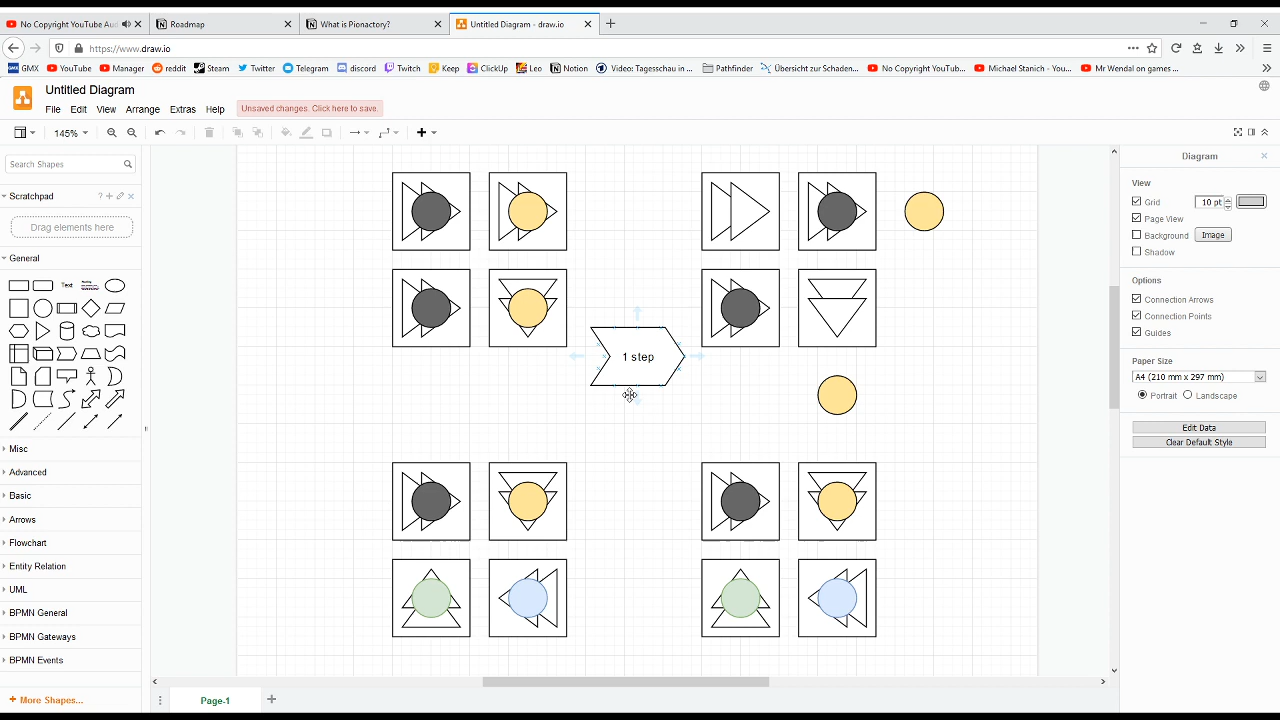 No Copyright YouTube Aud
Roadmap
What is Pionactory?
Untitled Diagram - draw.io
https://www.draw.io
GMX
YouTube
Manager
reddit
Steam
Twitter
Telegram
discord
Twitch
Keep
ClickUp
Lno
Notion
Video: Tagesschau in ...
Pathfinder
Übersicht zur Schaden...
No Copyright YouTub...
Michael Stanich - You...
Mr Wendal on game...
Untitled Diagram
File
Edit
View
Arrange
Extras
Help
Unsaved changes. Click here to save.
145%
Search Shapes
Scratchpad
Drag elements here
General
Text
Misc
Advanced
Basic
Arrows
Flowchart
Entity Relation
UML
BPMN General
BPMN Gateways
BPMN Events
+ More Shapes...
1 step
Page-1
Diagram
View
Grid
10 pt
Page View
Background
Image
Shadow
Options
Connection Arrows
Connection Points
Guides
Paper Size
A4 (210 mm x 297 mm)
Portrait
Landscape
Edit Data
Clear Default Style